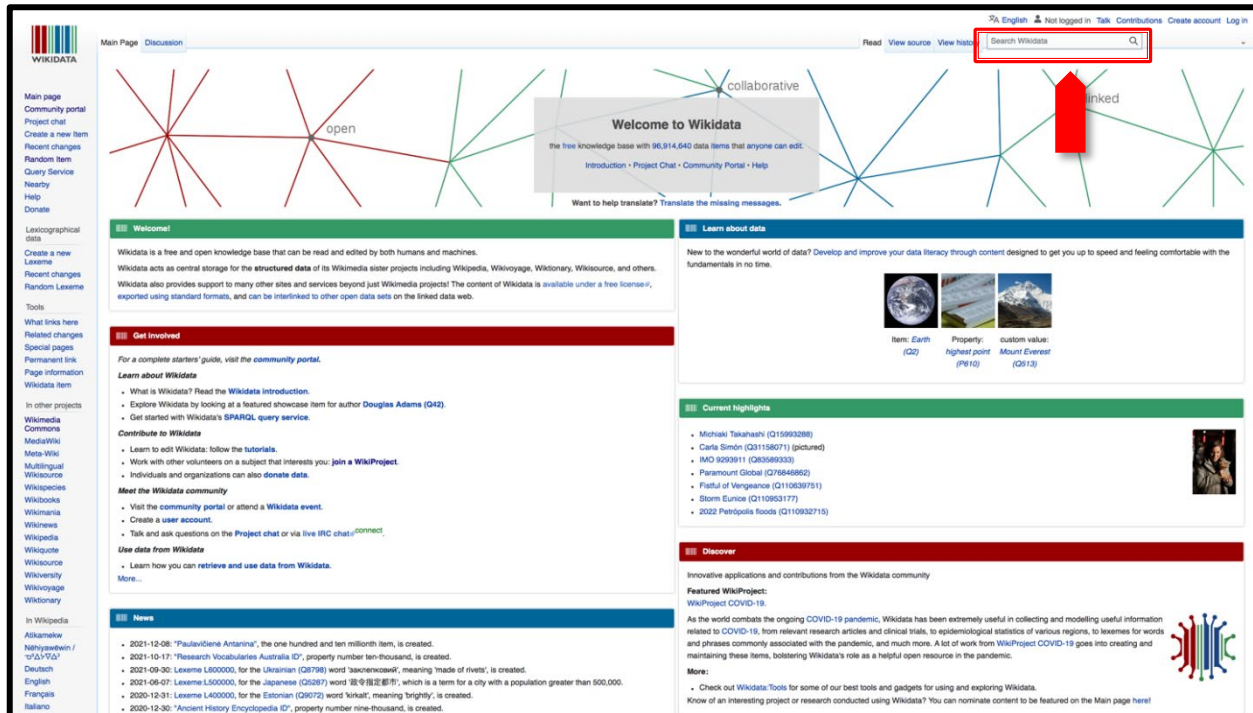 English Not logged in Talk Contributions Create account Log in
WIKIDATA
Main Page Discussion
Read View source View history Search Wikidata
Main page
Community portal
Project chat
Create a new Item
Recent changes
Random Item
Query Service
Nearby
Help
Donate
Lexicographical
data
Create a new
Lexeme
Recent changes
Random Lexeme
Tools
What links here
Related changes
Special pages
Permanent link
Page information
Wikidata item
In other projects
Wikimedia
Commons
MediaWiki
Meta-Wiki
Multilingual
Wikisource
Wikispecies
Wikibooks
Wikimania
Wikinews
Wikipedia
Wikiquote
Wikisource
Wikiversity
Wikivoyage
Wiktionary
In Wikipedia
Atikamekw
Nēhiyawēwin /
Deutsch
English
Français
Italiano
open
collaborative
linked
Welcome to Wikidata
the free knowledge base with 96,914,640 data items that anyone can edit.
Introduction • Project Chat • Community Portal • Help
Want to help translate? Translate the missing messages.
Welcome!
Wikidata is a free and open knowledge base that can be read and edited by both humans and machines.
Wikidata acts as central storage for the structured data of its Wikimedia sister projects including Wikipedia, Wikivoyage, Wiktionary, Wikisource, and others.
Wikidata also provides support to many other sites and services beyond just Wikimedia projects! The content of Wikidata is available under a free license,
exported using standard formats, and can be interlinked to other open data sets on the linked data web.
Get involved
For a complete starters' guide, visit the community portal.
Learn about Wikidata
• What is Wikidata? Read the Wikidata introduction.
• Explore Wikidata by looking at a featured showcase item for author Douglas Adams (Q42).
• Get started with Wikidata's SPARQL query service.
Contribute to Wikidata
• Learn to edit Wikidata: follow the tutorials.
• Work with other volunteers on a subject that interests you: join a WikiProject.
• Individuals and organizations can also donate data.
Meet the Wikidata community
• Visit the community portal or attend a Wikidata event.
• Create a user account.
• Talk and ask questions on the Project chat or via live IRC chat connect.
Use data from Wikidata
• Learn how you can retrieve and use data from Wikidata.
More...
News
• 2021-12-08: "Paulavičienė Antanina", the one hundred and ten millionth item, is created.
• 2021-10-17: "Research Vocabularies Australia ID", property number ten-thousand, is created.
• 2021-09-30: Lexeme L600000, for the Ukrainian (Q8798) word 'заклепковий', meaning 'made of rivets', is created.
• 2021-06-07: Lexeme L500000, for the Japanese (Q5287) word '政令指定都市', which is a term for a city with a population greater than 500,000.
• 2020-12-31: Lexeme L400000, for the Estonian (Q9072) word 'kirkalt', meaning 'brightly', is created.
• 2020-12-30: "Ancient History Encyclopedia ID", property number nine-thousand, is created.
Learn about data
New to the wonderful world of data? Develop and improve your data literacy through content designed to get you up to speed and feeling comfortable with the
fundamentals in no time.
Item: Earth
(Q2)
Property:
highest point
(P610)
custom value:
Mount Everest
(Q513)
Current highlights
• Michiaki Takahashi (Q15993288)
• Carla Simón (Q31158071) (pictured)
• IMO 9293911 (Q83589333)
• Paramount Global (Q76846862)
• Fistful of Vengeance (Q110639751)
• Storm Eunice (Q110953177)
• 2022 Petrópolis floods (Q110932715)
Discover
Innovative applications and contributions from the Wikidata community
Featured WikiProject:
WikiProject COVID-19.
As the world combats the ongoing COVID-19 pandemic, Wikidata has been extremely useful in collecting and modelling useful information
related to COVID-19, from relevant research articles and clinical trials, to epidemiological statistics of various regions, to lexemes for words
and phrases commonly associated with the pandemic, and much more. A lot of work from WikiProject COVID-19 goes into creating and
maintaining these items, bolstering Wikidata's role as a helpful open resource in the pandemic.
More:
• Check out Wikidata:Tools for some of our best tools and gadgets for using and exploring Wikidata.
Know of an interesting project or research conducted using Wikidata? You can nominate content to be featured on the Main page here!